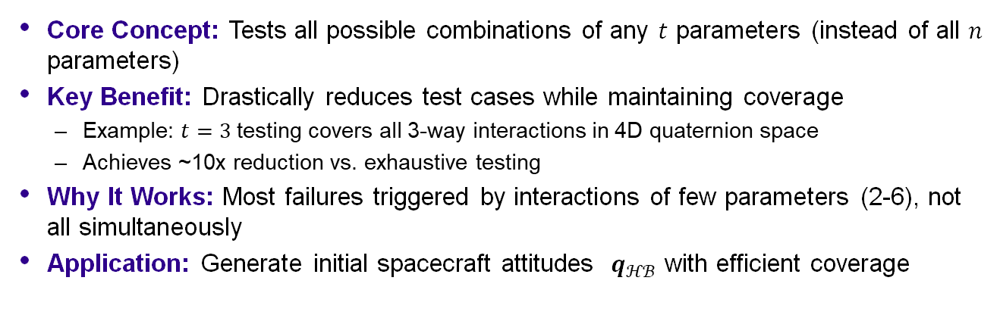 • Core Concept: Tests all possible combinations of any t parameters (instead of all n
parameters)
• Key Benefit: Drastically reduces test cases while maintaining coverage
– Example: t = 3 testing covers all 3-way interactions in 4D quaternion space
– Achieves ~10x reduction vs. exhaustive testing
• Why It Works: Most failures triggered by interactions of few parameters (2-6), not
all simultaneously
• Application: Generate initial spacecraft attitudes q_ℋℬ with efficient coverage